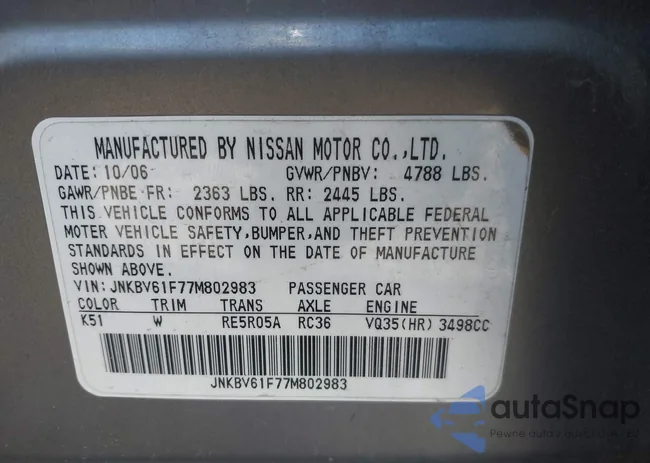 MANUFACTURED BY NISSAN MOTOR CO.,LTD.
DATE: 10/06 GVWR/PNBV: 4788 LBS.
GAWR/PNBE FR: 2363 LBS. RR: 2445 LBS.
THIS VEHICLE CONFORMS TO ALL APPLICABLE FEDERAL
MOTOR VEHICLE SAFETY,BUMPER,AND THEFT PREVENTION
STANDARDS IN EFFECT ON THE DATE OF MANUFACTURE
SHOWN ABOVE.
VIN: JNKBV61F77M802983 PASSENGER CAR
COLOR TRIM TRANS AXLE ENGINE
K51 W RE5R05A RC36 VQ35(HR) 3498CC
JNKBV61F77M802983
autaSnap
Pewne auto z